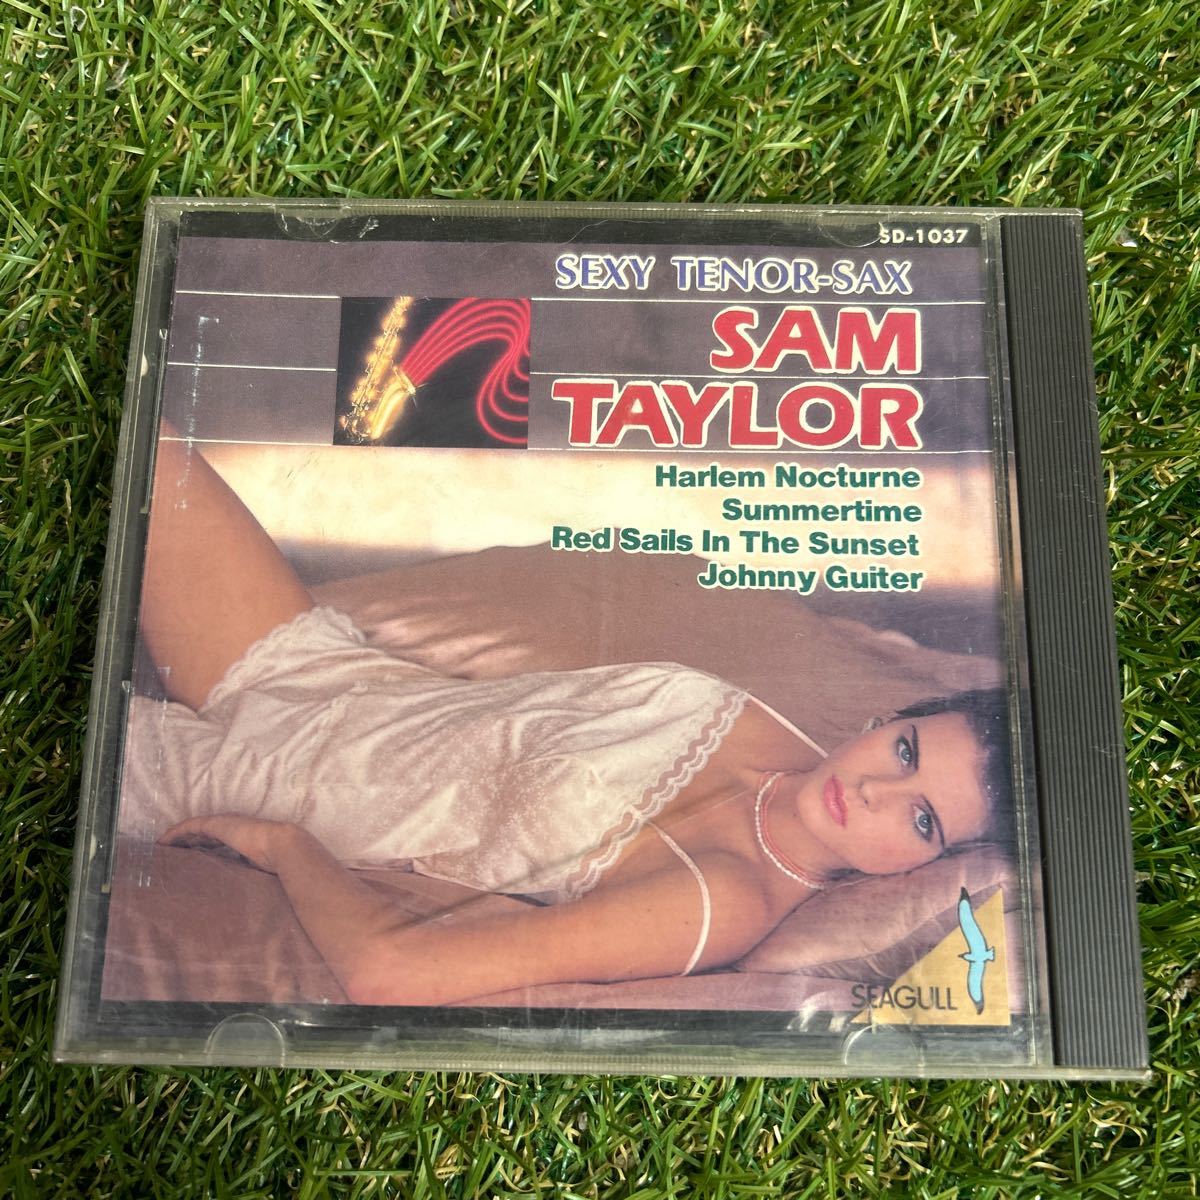 SD-1037
SEXY TENOR-SAX
SAM
TAYLOR
Harlem Nocturne
Summertime
Red Sails In The Sunset
Johnny Guiter
SEAGULL